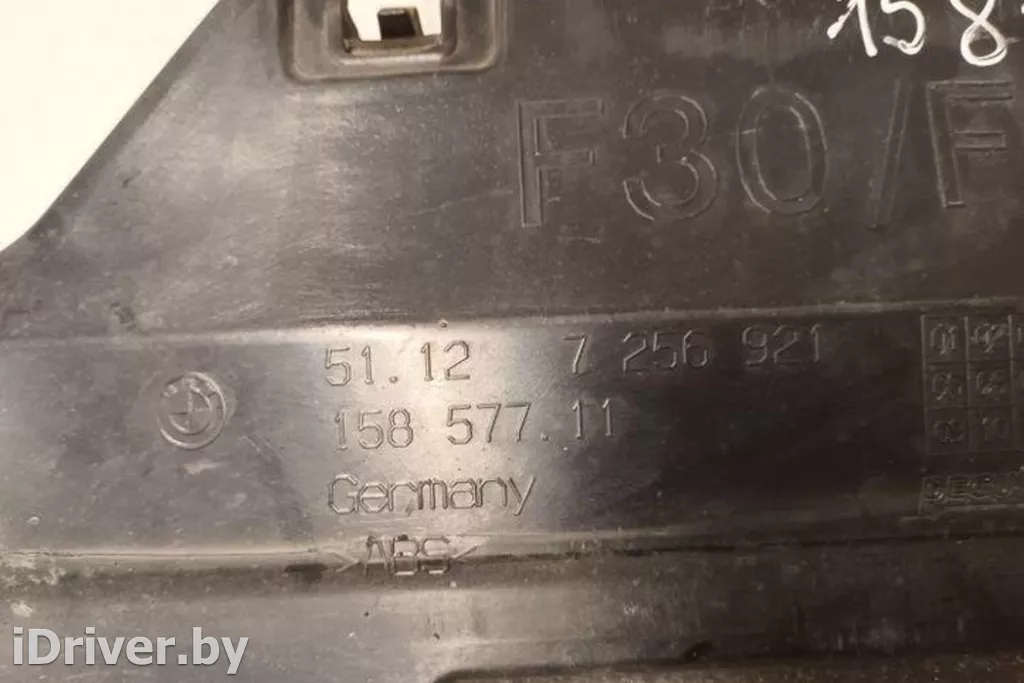 158
F30/F
51.12 7 256 921
158 577.11
Germany
>ABS<
iDriver.by